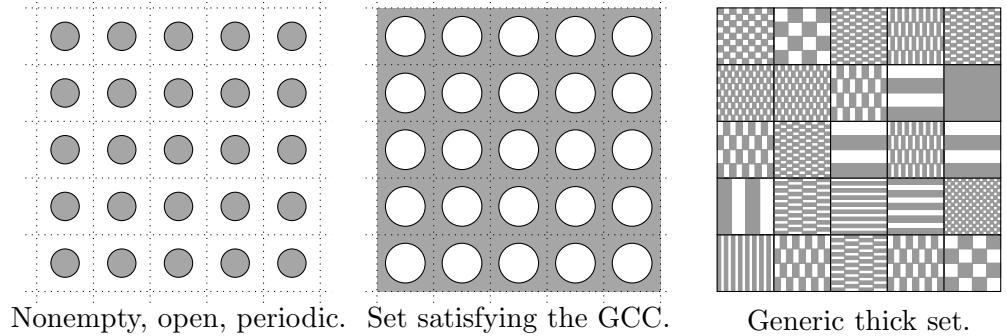 Nonempty, open, periodic.
Set satisfying the GCC.
Generic thick set.